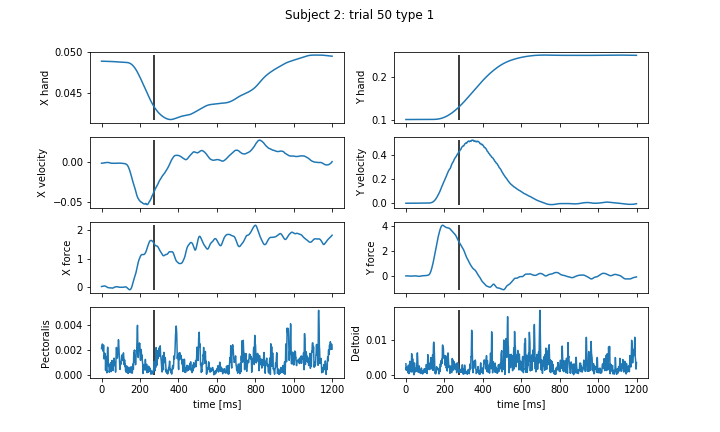 Subject 2: trial 50 type 1
X hand
0.050
0.045
Y hand
0.2
0.1
X velocity
0.00
−0.05
Y velocity
0.4
0.2
0.0
X force
2
1
0
Y force
4
2
0
Pectoralis
0.004
0.002
0.000
0 200 400 600 800 1000 1200
time [ms]
Deltoid
0.01
0.00
0 200 400 600 800 1000 1200
time [ms]